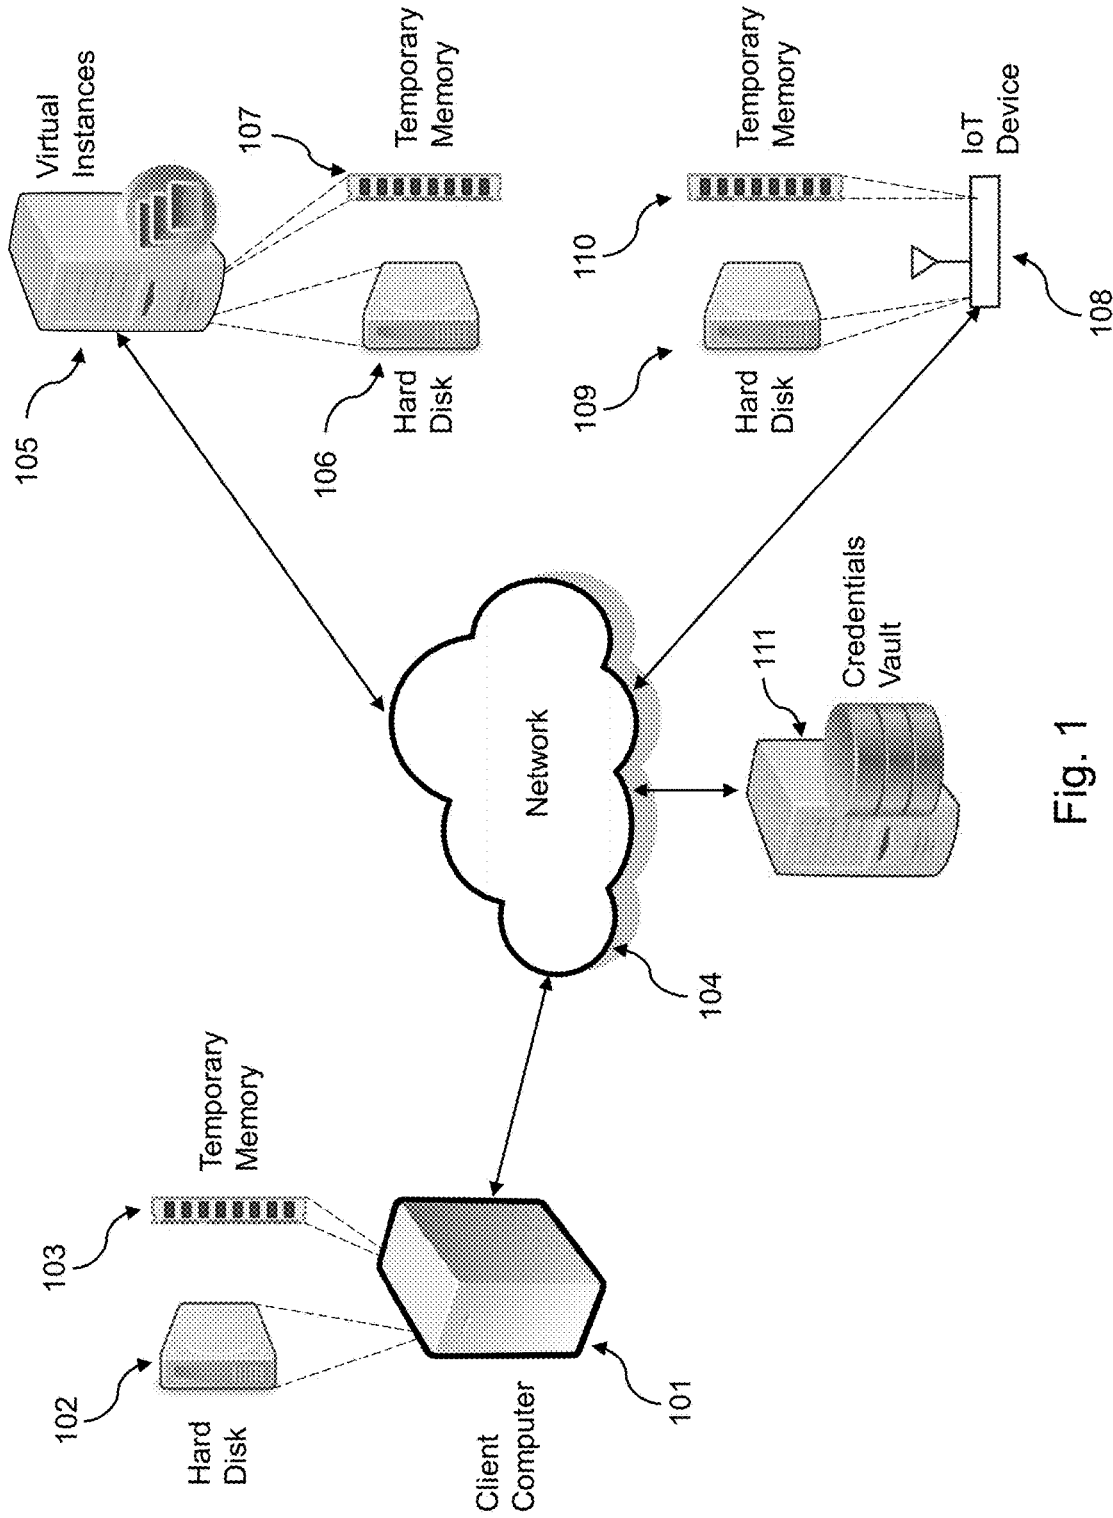 102
Hard
Disk
103
Temporary
Memory
Client
Computer
101
Network
104
105
Virtual
Instances
106
Hard
Disk
107
Temporary
Memory
109
Hard
Disk
110
Temporary
Memory
IoT
Device
108
111
Credentials
Vault
Fig. 1